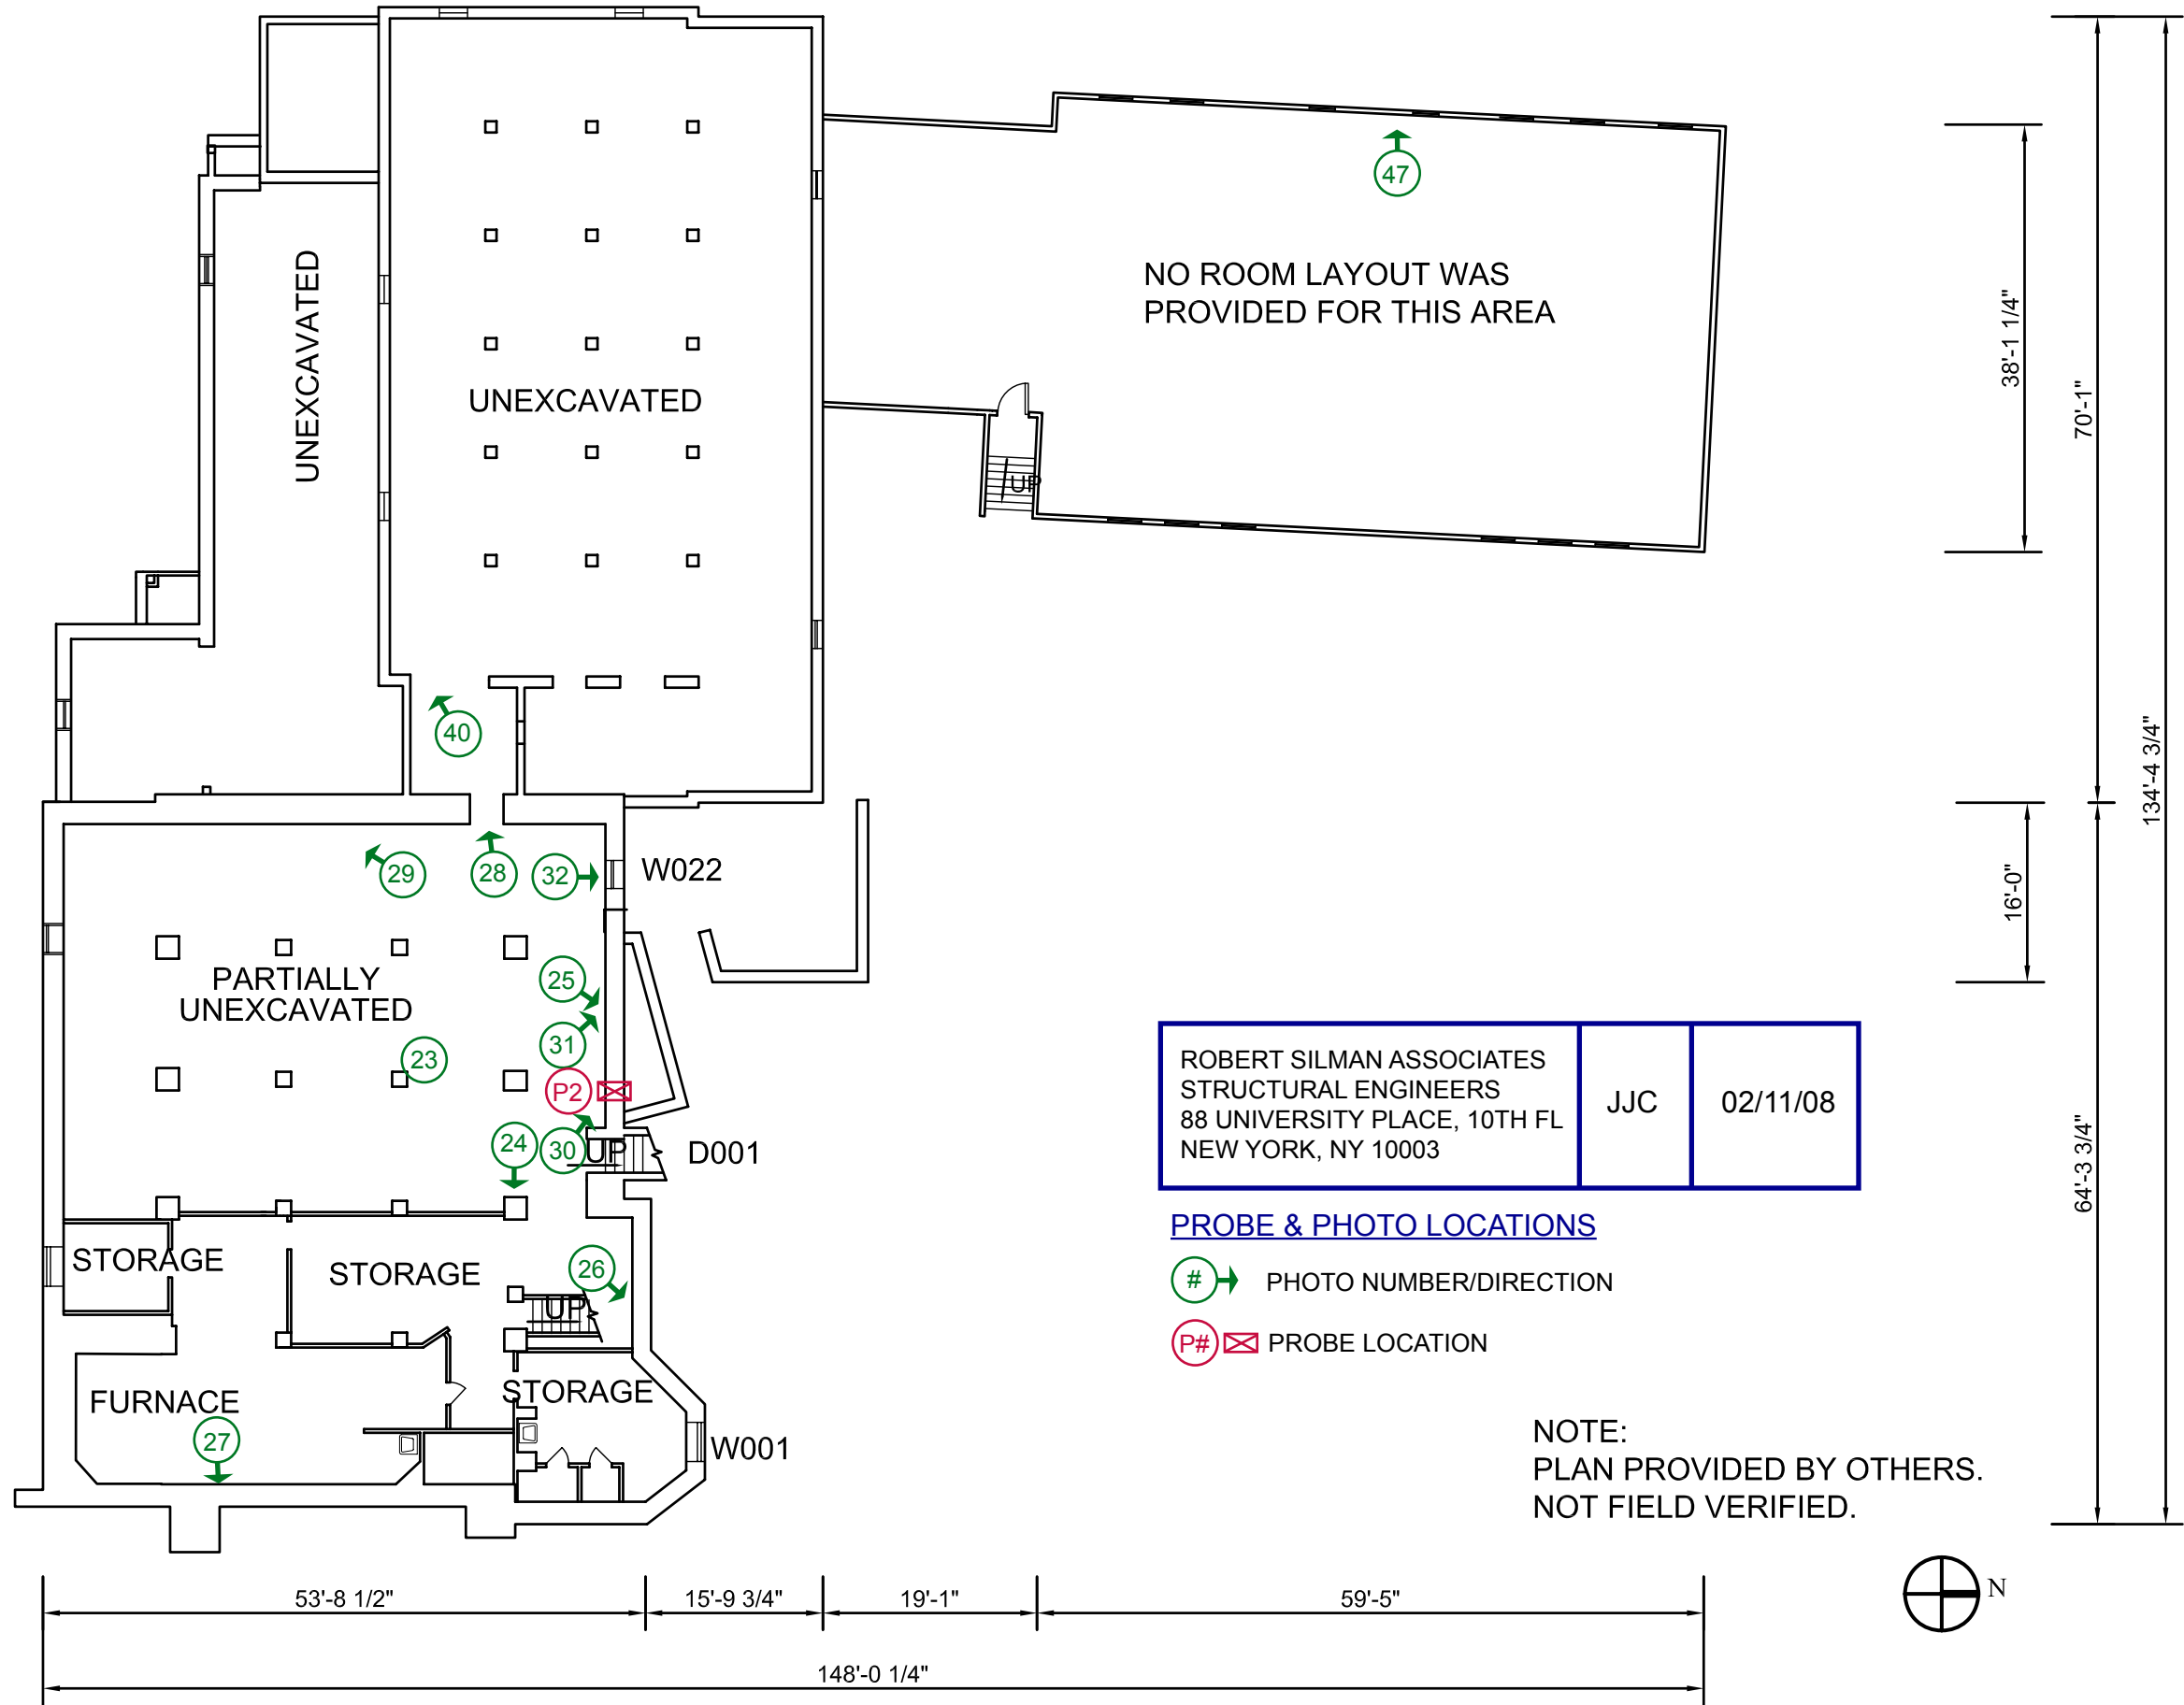 47
NO ROOM LAYOUT WAS
PROVIDED FOR THIS AREA
UNEXCAVATED
UNEXCAVATED
UP
38'-1 1/4"
70'-1"
134'-4 3/4"
40
29
28
32
W022
16'-0"
25
PARTIALLY
UNEXCAVATED
31
23
P2
24
30
UP
D001
ROBERT SILMAN ASSOCIATES
STRUCTURAL ENGINEERS
88 UNIVERSITY PLACE, 10TH FL
NEW YORK, NY 10003
JJC
02/11/08
64'-3 3/4"
PROBE & PHOTO LOCATIONS
# PHOTO NUMBER/DIRECTION
P# PROBE LOCATION
STORAGE
STORAGE
26
UP
FURNACE
STORAGE
27
W001
NOTE:
PLAN PROVIDED BY OTHERS.
NOT FIELD VERIFIED.
N
53'-8 1/2"
15'-9 3/4"
19'-1"
59'-5"
148'-0 1/4"